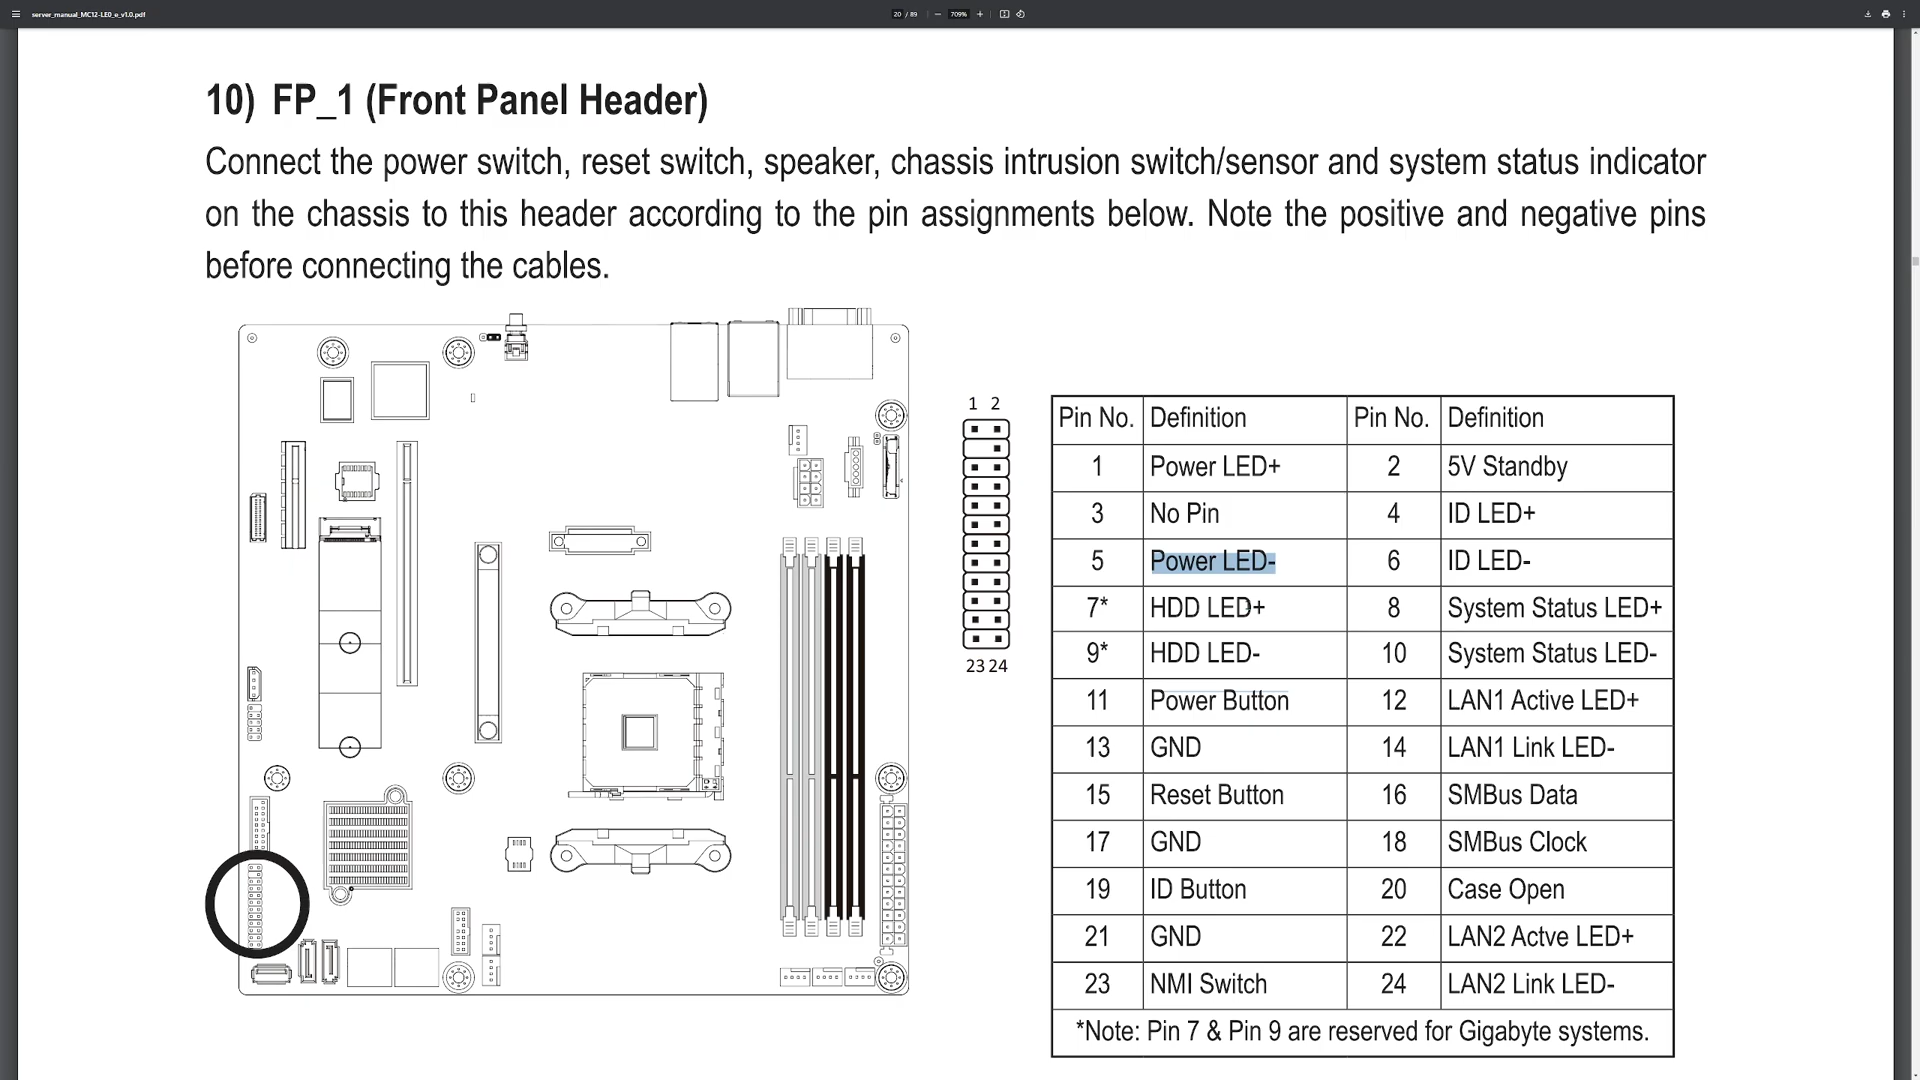 server_manual_MC12-LE0_e_v1.0.pdf
20 / 89
709%
10) FP_1 (Front Panel Header)
Connect the power switch, reset switch, speaker, chassis intrusion switch/sensor and system status indicator
on the chassis to this header according to the pin assignments below. Note the positive and negative pins
before connecting the cables.
1 2
23 24
Pin No. Definition Pin No. Definition
1 Power LED+ 2 5V Standby
3 No Pin 4 ID LED+
5 Power LED- 6 ID LED-
7* HDD LED+ 8 System Status LED+
9* HDD LED- 10 System Status LED-
11 Power Button 12 LAN1 Active LED+
13 GND 14 LAN1 Link LED-
15 Reset Button 16 SMBus Data
17 GND 18 SMBus Clock
19 ID Button 20 Case Open
21 GND 22 LAN2 Actve LED+
23 NMI Switch 24 LAN2 Link LED-
*Note: Pin 7 & Pin 9 are reserved for Gigabyte systems.